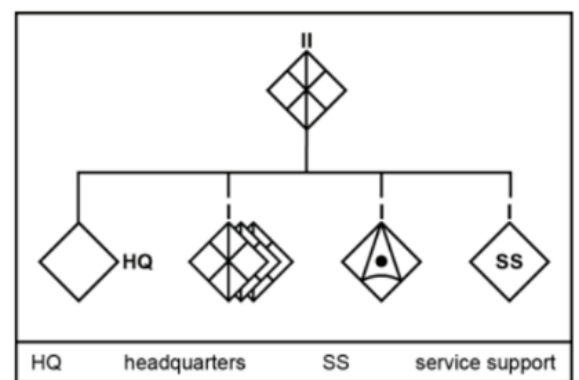 II
I I I
HQ SS
HQ headquarters SS service support